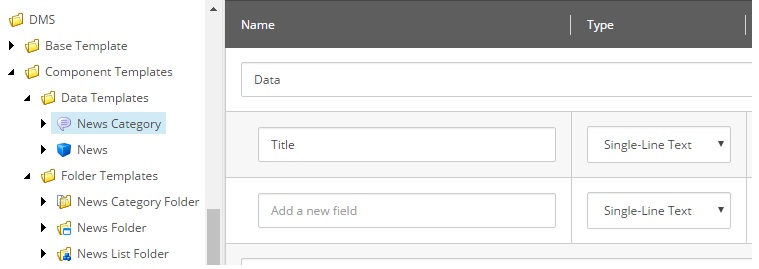 DMS
Base Template
Component Templates
Data Templates
News Category
News
Folder Templates
News Category Folder
News Folder
News List Folder
Name Type
Data
Title Single-Line Text
Add a new field Single-Line Text